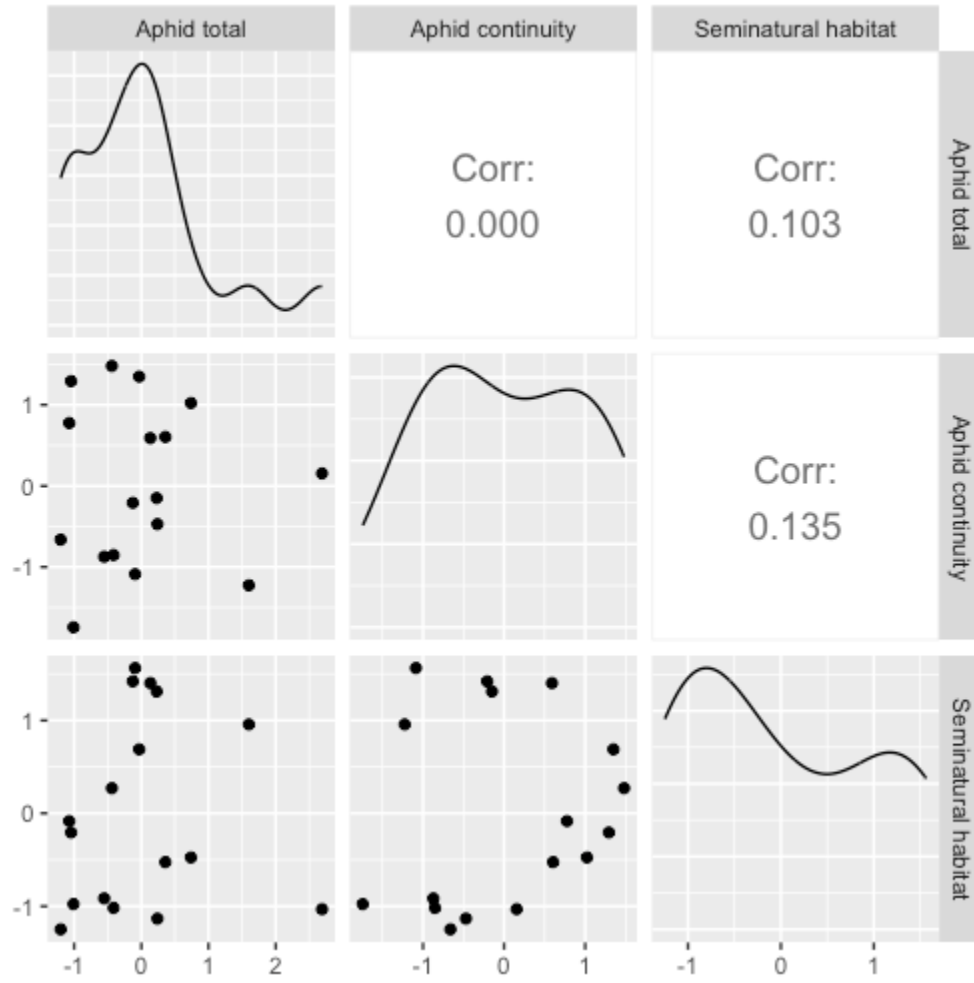 Aphid total
Aphid continuity
Seminatural habitat
Corr:
0.000
Corr:
0.103
Aphid total
1
0
-1
Corr:
0.135
Aphid continuity
1
0
-1
Seminatural habitat
-1
0
1
2
-1
0
1
-1
0
1